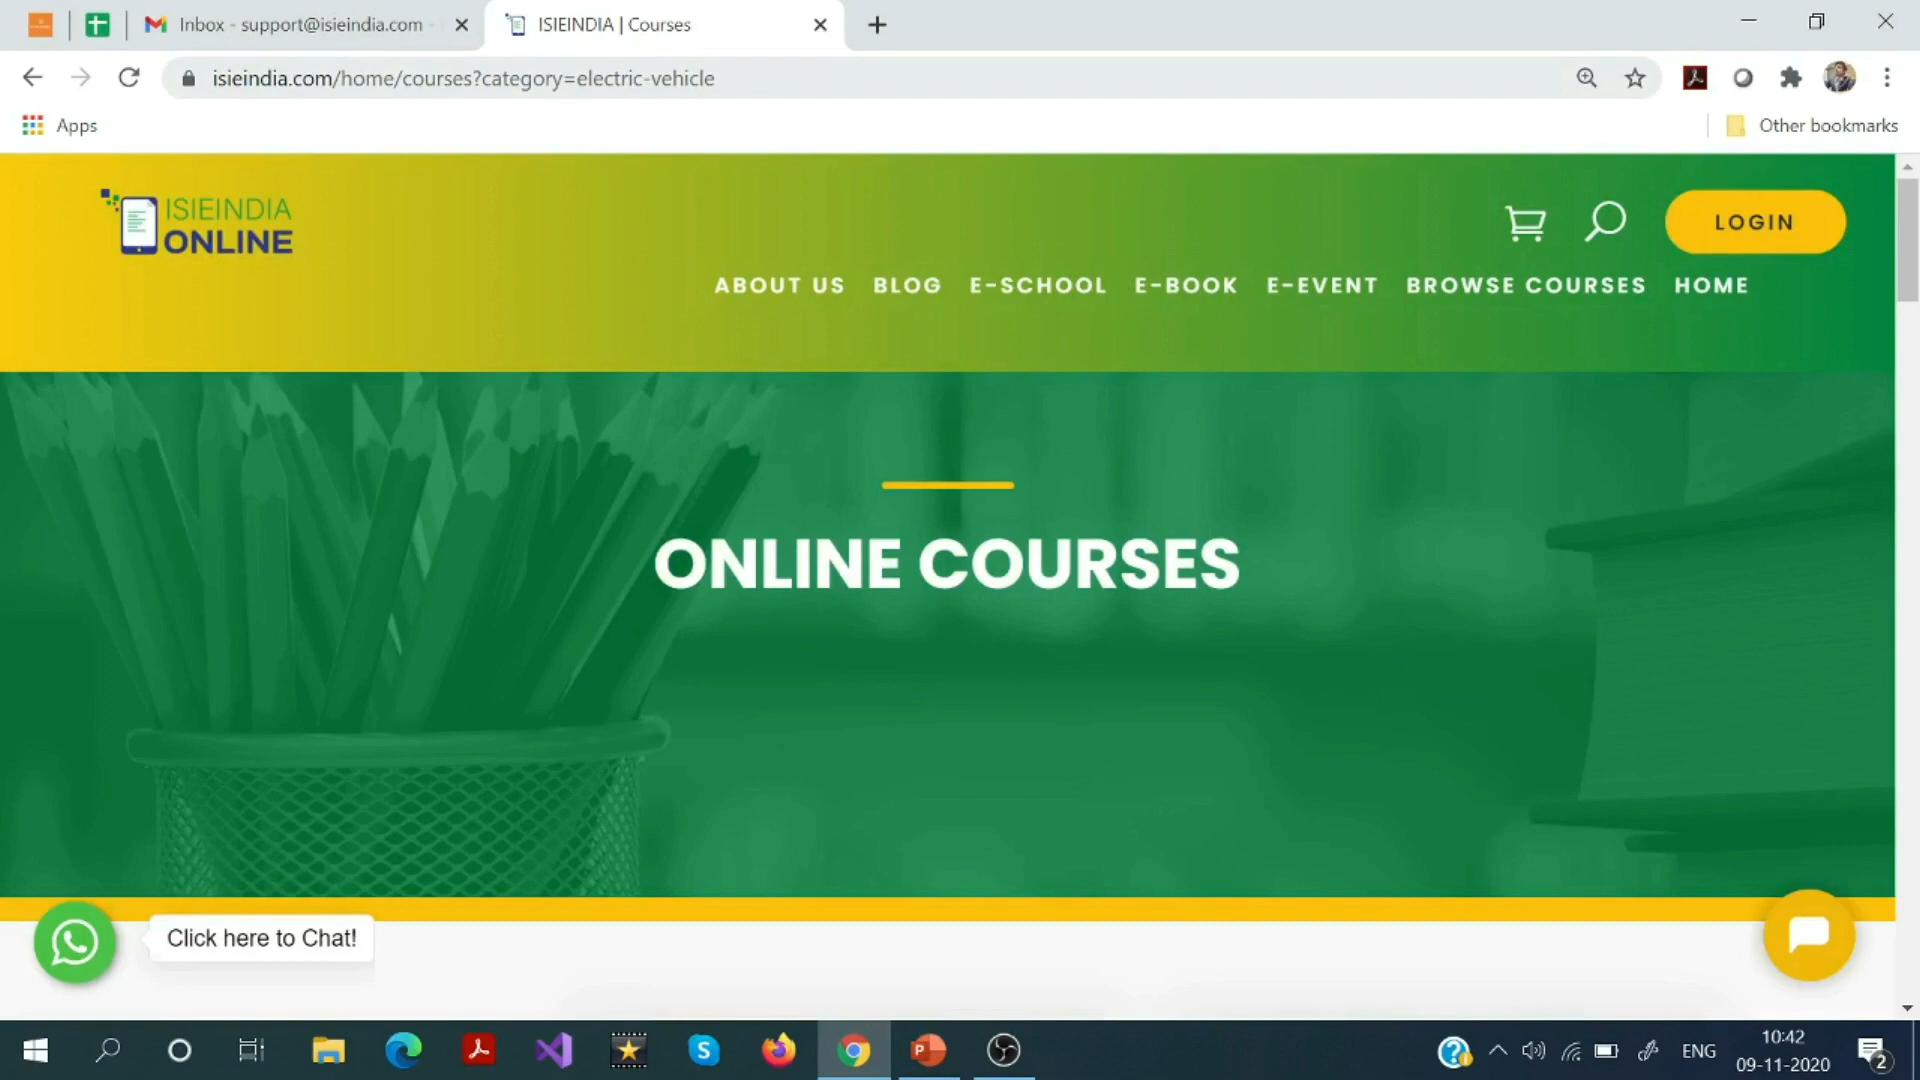 Inbox - support@isieindia.com -
ISIEINDIA | Courses
isieindia.com/home/courses?category=electric-vehicle
Apps
Other bookmarks
ISIEINDIA
ONLINE
LOGIN
ABOUT US BLOG E-SCHOOL E-BOOK E-EVENT BROWSE COURSES HOME
ONLINE COURSES
Click here to Chat!
ENG
10:42
09-11-2020
2